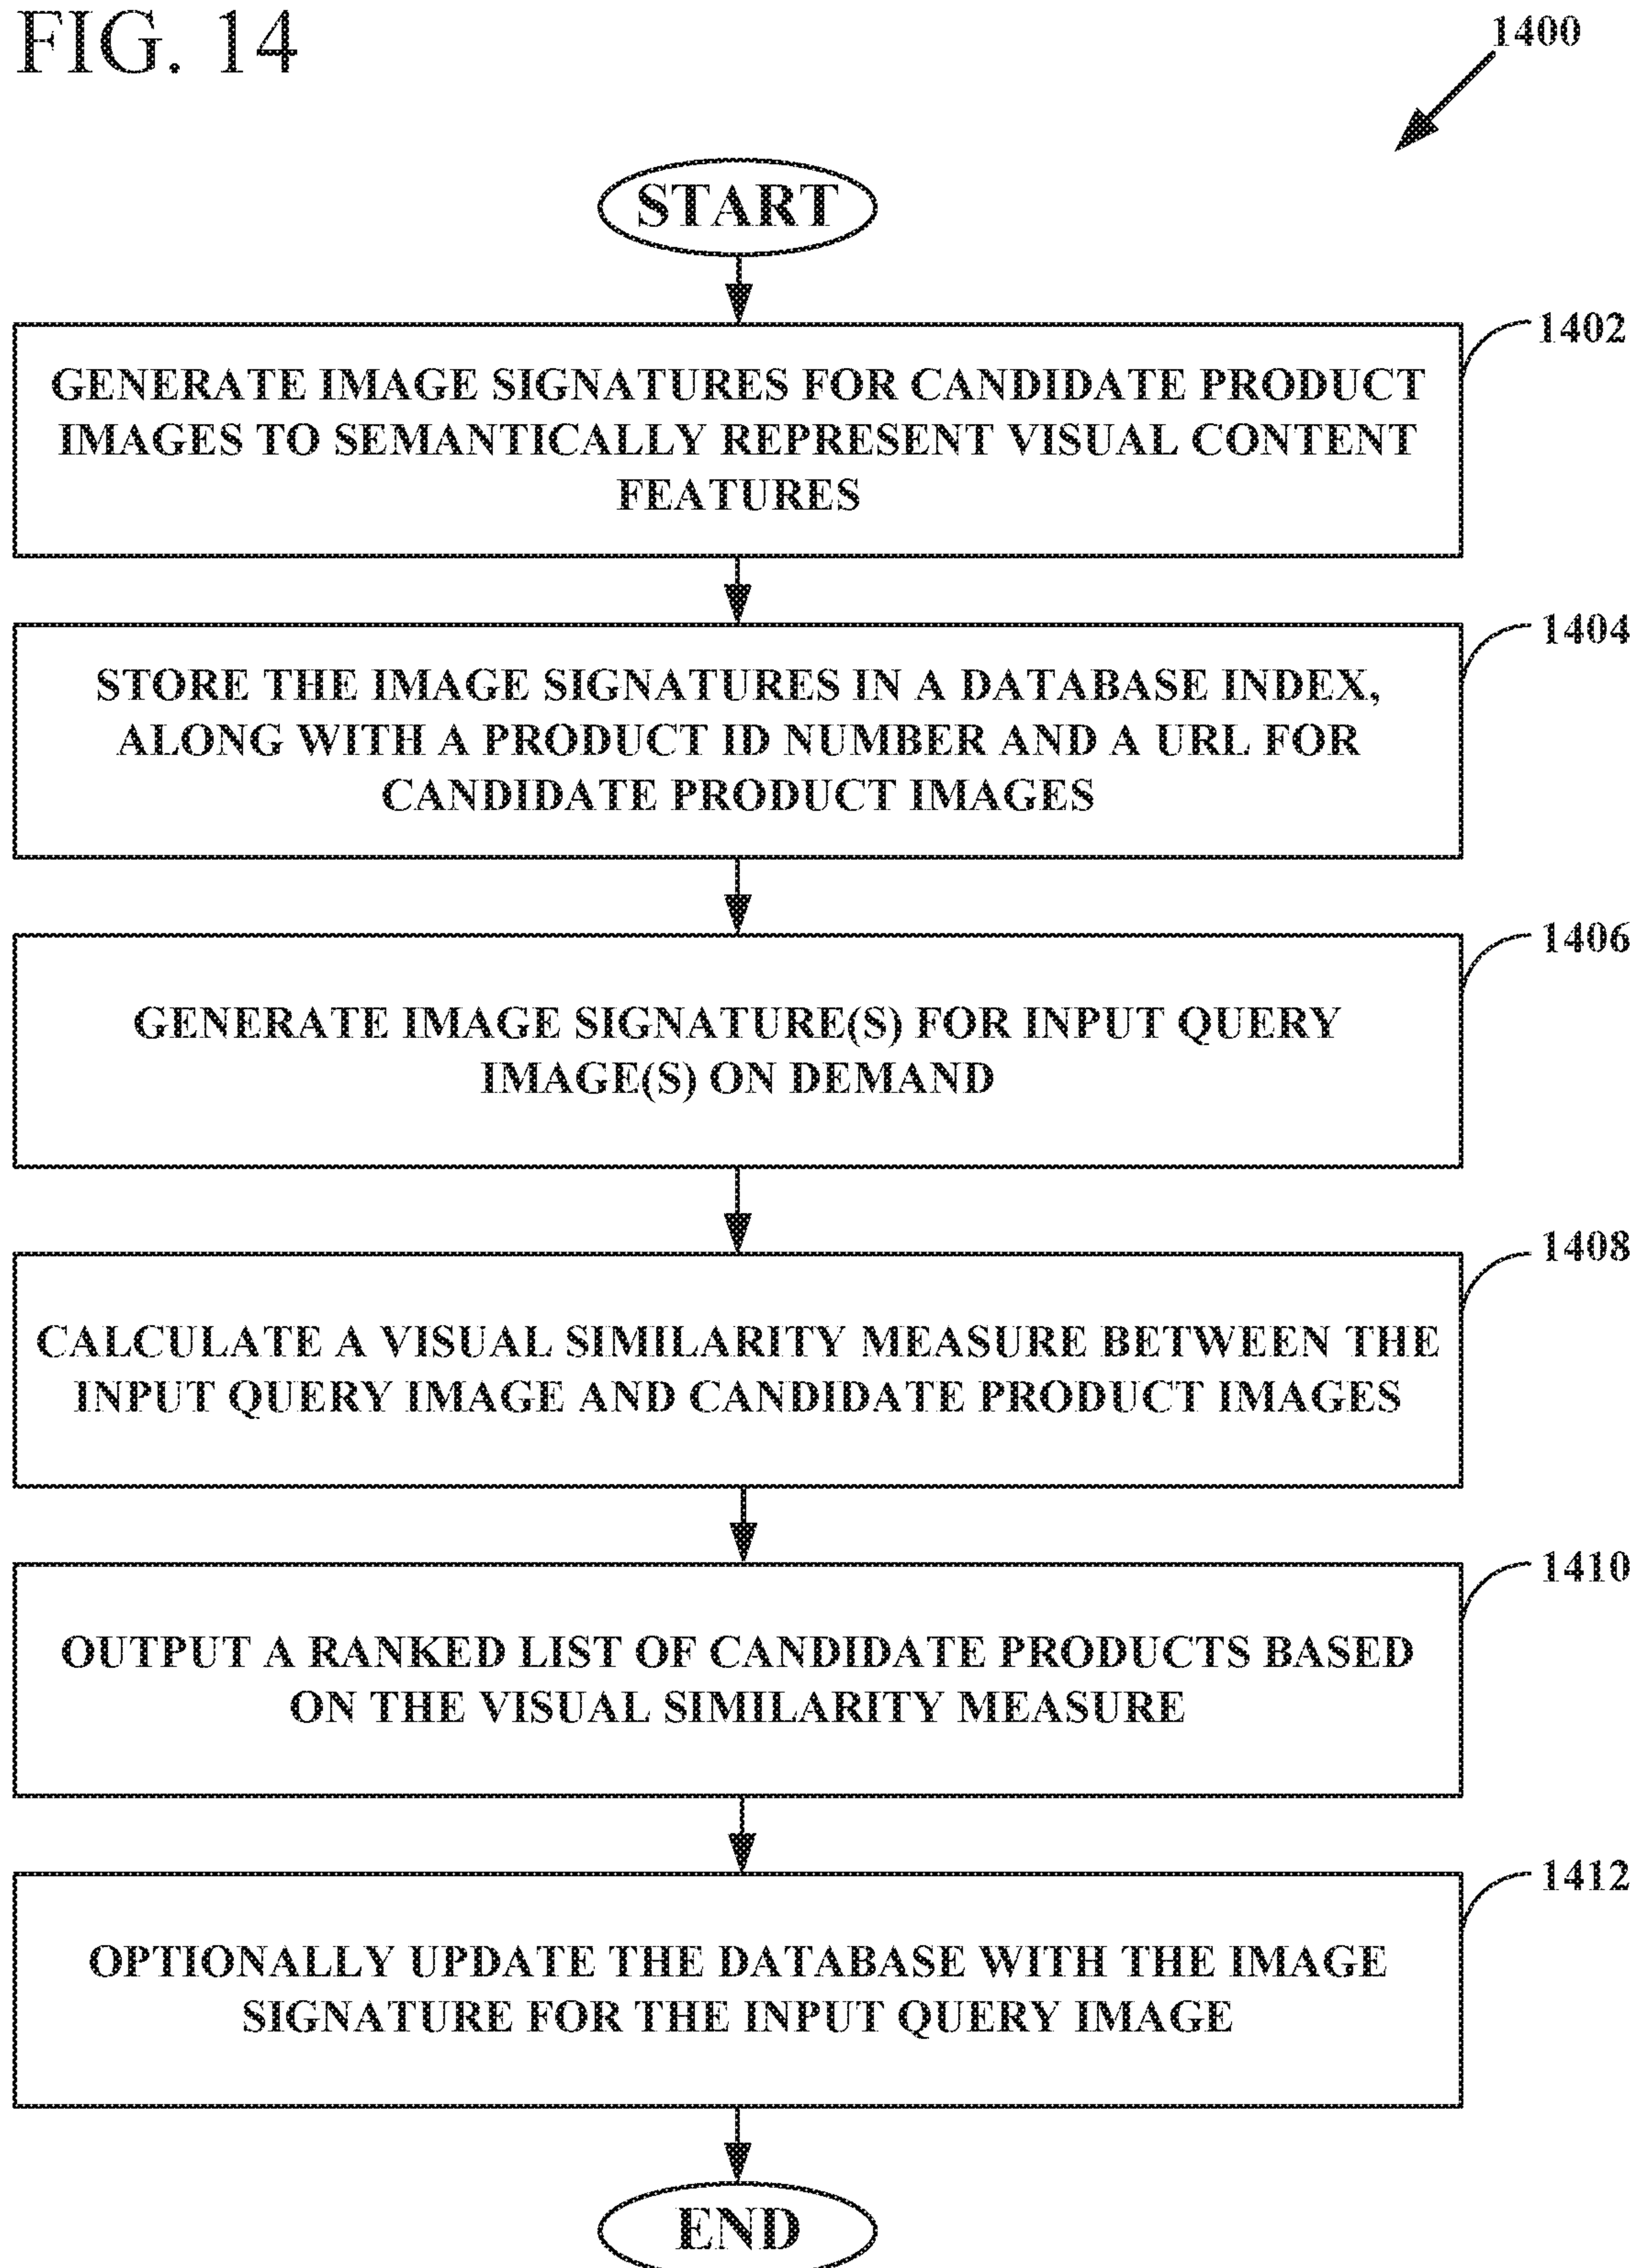 FIG. 14
1400
START
1402
GENERATE IMAGE SIGNATURES FOR CANDIDATE PRODUCT
IMAGES TO SEMANTICALLY REPRESENT VISUAL CONTENT
FEATURES
1404
STORE THE IMAGE SIGNATURES IN A DATABASE INDEX,
ALONG WITH A PRODUCT ID NUMBER AND A URL FOR
CANDIDATE PRODUCT IMAGES
1406
GENERATE IMAGE SIGNATURE(S) FOR INPUT QUERY
IMAGE(S) ON DEMAND
1408
CALCULATE A VISUAL SIMILARITY MEASURE BETWEEN THE
INPUT QUERY IMAGE AND CANDIDATE PRODUCT IMAGES
1410
OUTPUT A RANKED LIST OF CANDIDATE PRODUCTS BASED
ON THE VISUAL SIMILARITY MEASURE
1412
OPTIONALLY UPDATE THE DATABASE WITH THE IMAGE
SIGNATURE FOR THE INPUT QUERY IMAGE
END